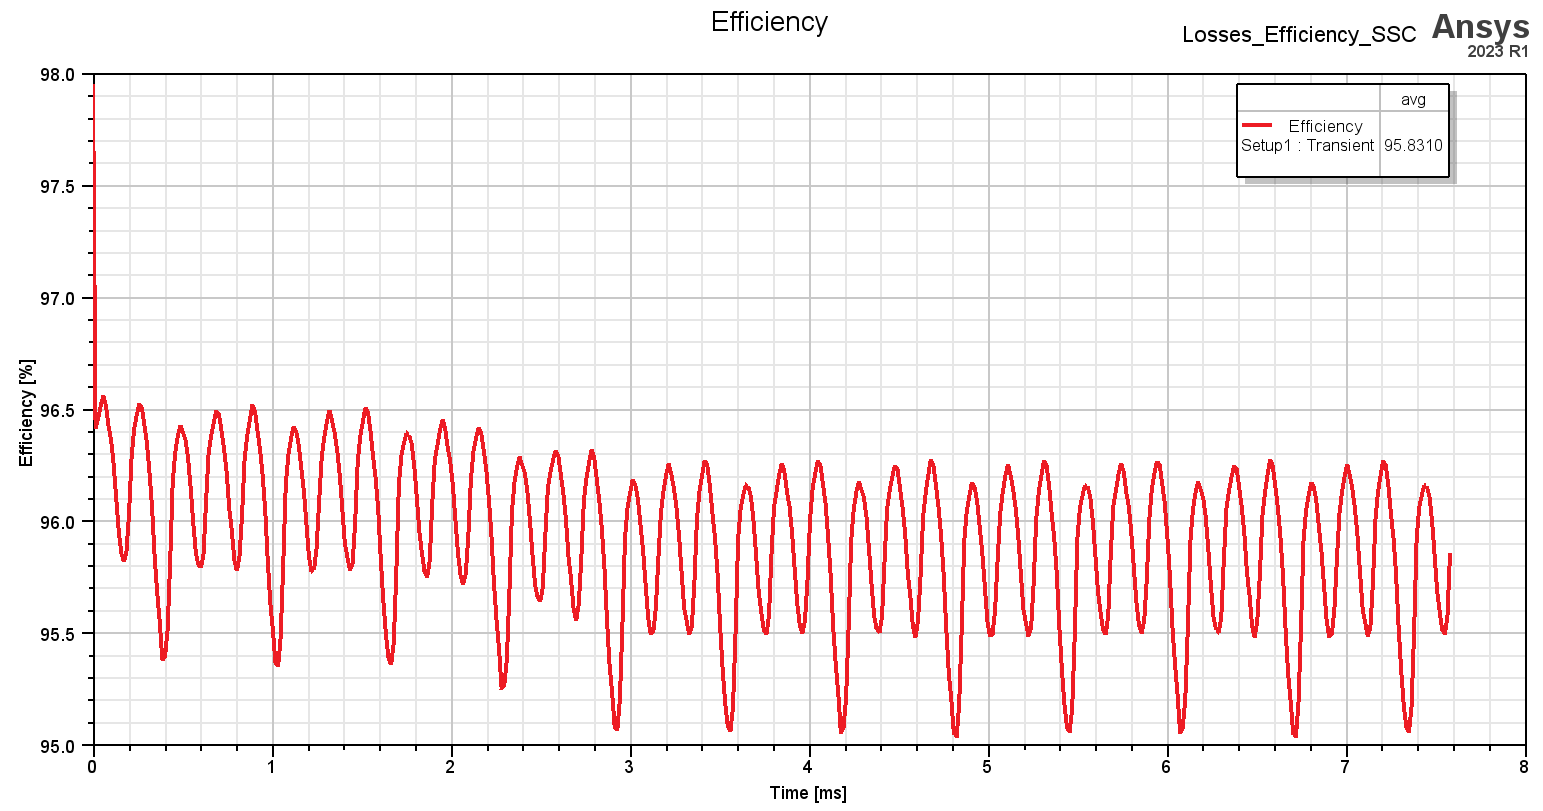 Efficiency
Losses_Efficiency_SSC
Ansys
2023 R1
avg
Efficiency
Setup1 : Transient 95.8310
98.0
97.5
97.0
96.5
96.0
95.5
95.0
Efficiency [%]
0 1 2 3 4 5 6 7 8
Time [ms]